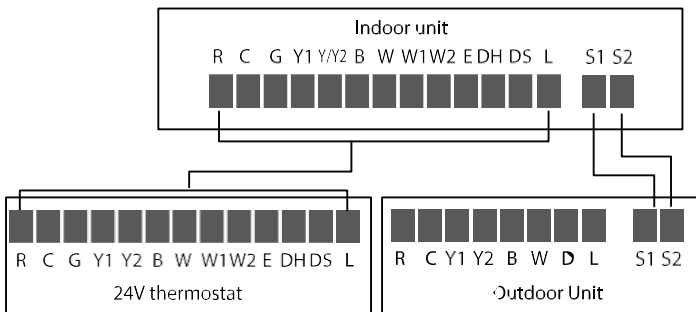 Indoor unit
R C G Y1 Y/Y2 B W W1 W2 E DH DS L S1 S2
R C G Y1 Y2 B W W1 W2 E DH DS L
24V thermostat
R C Y1 Y2 B W D L S1 S2
Outdoor Unit